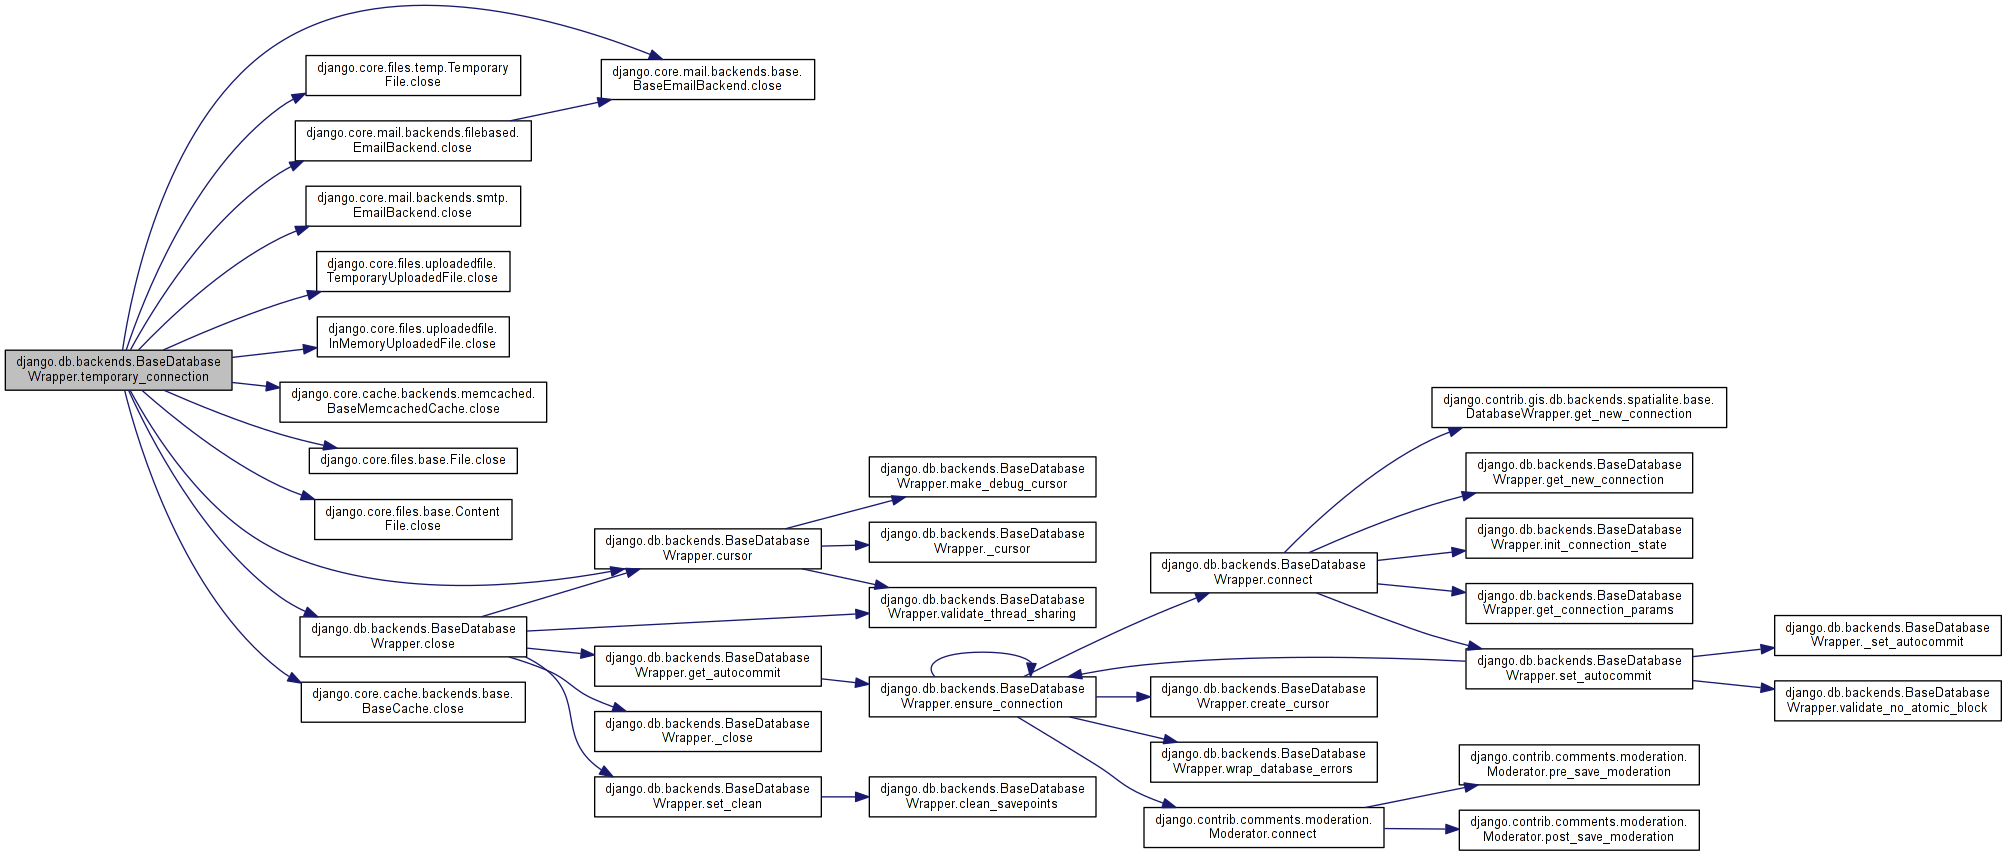 django.core.files.temp.Temporary
File.close
django.core.mail.backends.base.
BaseEmailBackend.close
django.core.mail.backends.filebased.
EmailBackend.close
django.core.mail.backends.smtp.
EmailBackend.close
django.core.files.uploadedfile.
TemporaryUploadedFile.close
django.core.files.uploadedfile.
InMemoryUploadedFile.close
django.db.backends.BaseDatabase
Wrapper.temporary_connection
django.core.cache.backends.memcached.
BaseMemcachedCache.close
django.core.files.base.File.close
django.core.files.base.Content
File.close
django.db.backends.BaseDatabase
Wrapper.close
django.core.cache.backends.base.
BaseCache.close
django.db.backends.BaseDatabase
Wrapper.cursor
django.db.backends.BaseDatabase
Wrapper.get_autocommit
django.db.backends.BaseDatabase
Wrapper._close
django.db.backends.BaseDatabase
Wrapper.set_clean
django.db.backends.BaseDatabase
Wrapper.make_debug_cursor
django.db.backends.BaseDatabase
Wrapper._cursor
django.db.backends.BaseDatabase
Wrapper.validate_thread_sharing
django.db.backends.BaseDatabase
Wrapper.ensure_connection
django.db.backends.BaseDatabase
Wrapper.clean_savepoints
django.db.backends.BaseDatabase
Wrapper.connect
django.db.backends.BaseDatabase
Wrapper.create_cursor
django.db.backends.BaseDatabase
Wrapper.wrap_database_errors
django.contrib.comments.moderation.
Moderator.connect
django.contrib.gis.db.backends.spatialite.base.
DatabaseWrapper.get_new_connection
django.db.backends.BaseDatabase
Wrapper.get_new_connection
django.db.backends.BaseDatabase
Wrapper.init_connection_state
django.db.backends.BaseDatabase
Wrapper.get_connection_params
django.db.backends.BaseDatabase
Wrapper.set_autocommit
django.contrib.comments.moderation.
Moderator.pre_save_moderation
django.contrib.comments.moderation.
Moderator.post_save_moderation
django.db.backends.BaseDatabase
Wrapper._set_autocommit
django.db.backends.BaseDatabase
Wrapper.validate_no_atomic_block